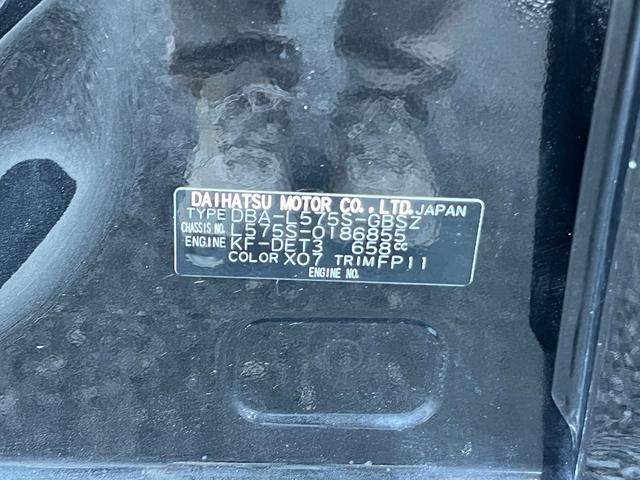 DAIHATSU MOTOR CO.,LTD. JAPAN
TYPE DBA-L575S-GBSZ
CHASSIS NO. L575S-0186855
ENGINE KF-DET3 658cc
COLOR X07 TRIM FP11
ENGINE NO.